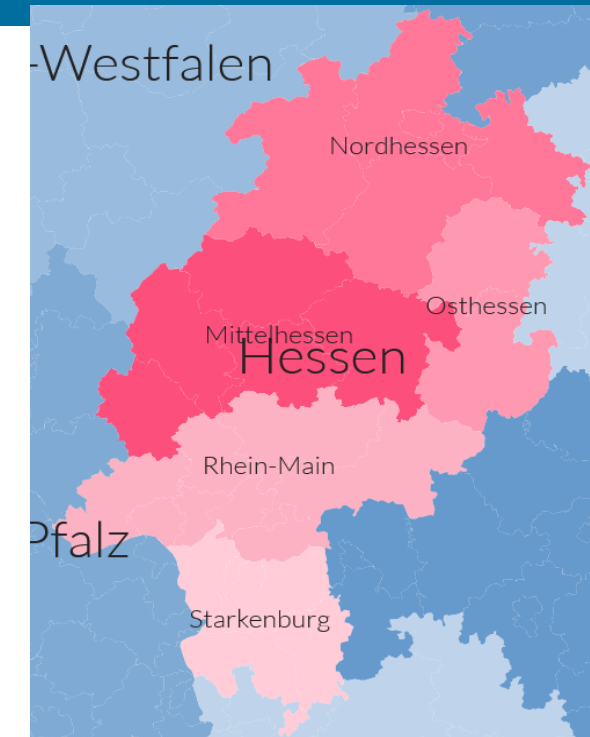 -Westfalen
Nordhessen
Osthessen
Mittelhessen
Hessen
Rhein-Main
Pfalz
Starkenburg